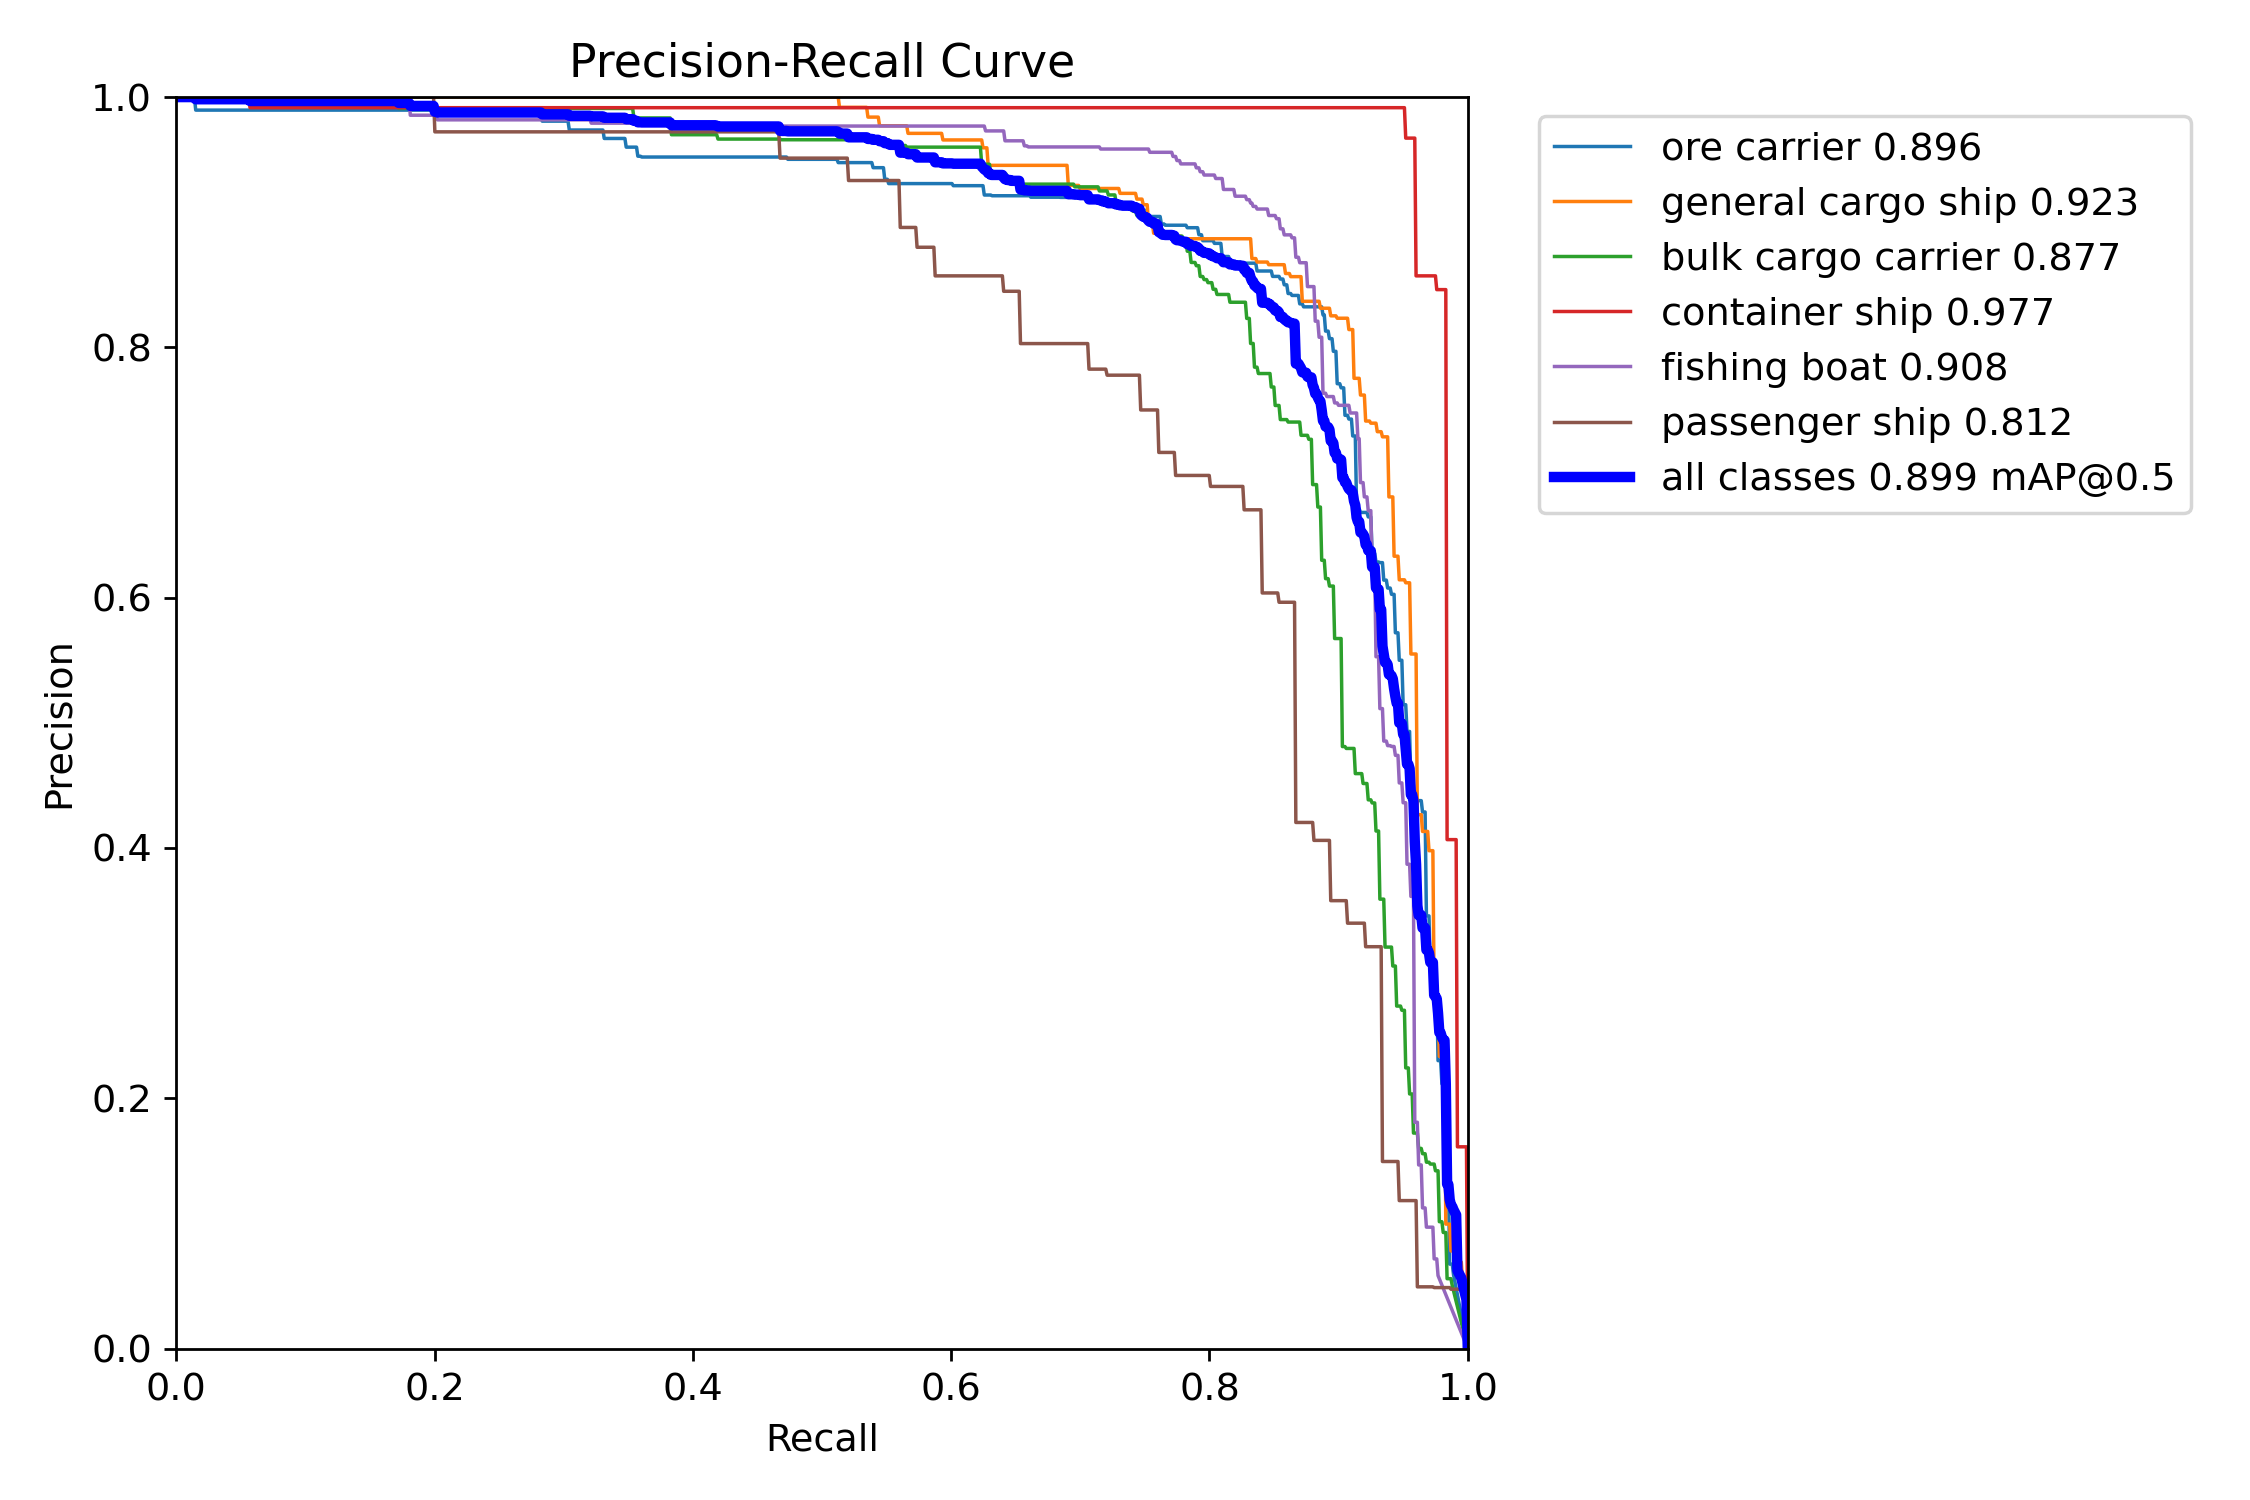 Precision-Recall Curve
1.0
0.8
0.6
0.4
0.2
0.0
Precision
0.0 0.2 0.4 0.6 0.8 1.0
Recall
ore carrier 0.896
general cargo ship 0.923
bulk cargo carrier 0.877
container ship 0.977
fishing boat 0.908
passenger ship 0.812
all classes 0.899 mAP@0.5